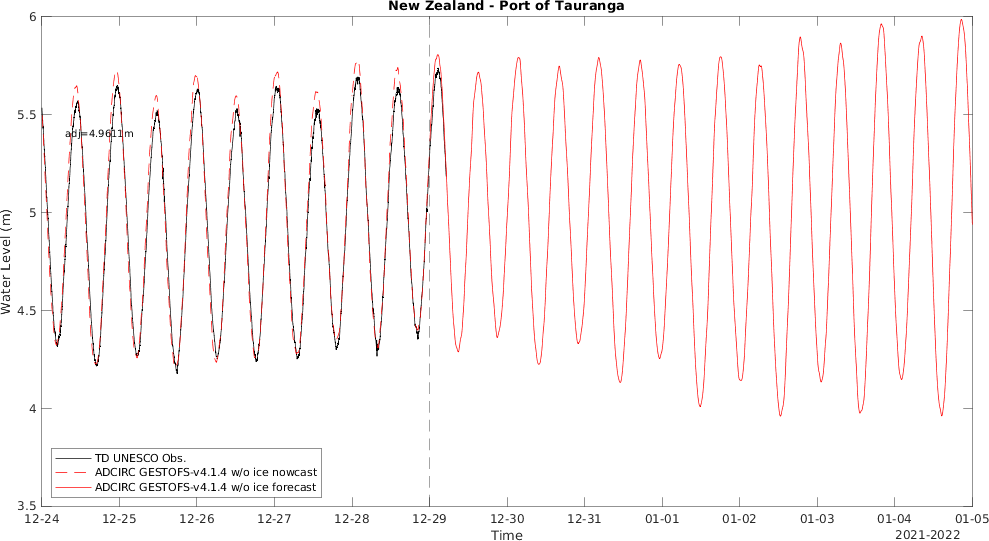 New Zealand - Port of Tauranga
6
5.5
5
4.5
4
3.5
Water Level (m)
adj=4.9611m
TD UNESCO Obs.
ADCIRC GESTOFS-v4.1.4 w/o ice nowcast
ADCIRC GESTOFS-v4.1.4 w/o ice forecast
12-24 12-25 12-26 12-27 12-28 12-29 12-30 12-31 01-01 01-02 01-03 01-04 01-05
Time
2021-2022